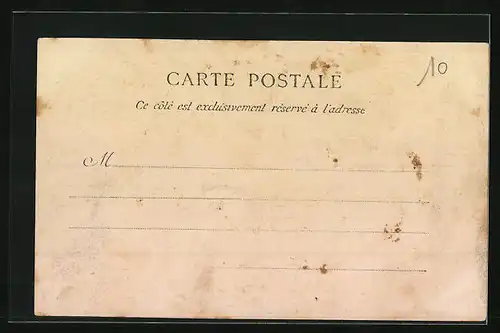 10
CARTE POSTALE
Ce côté est exclusivement réservé à l'adresse
M